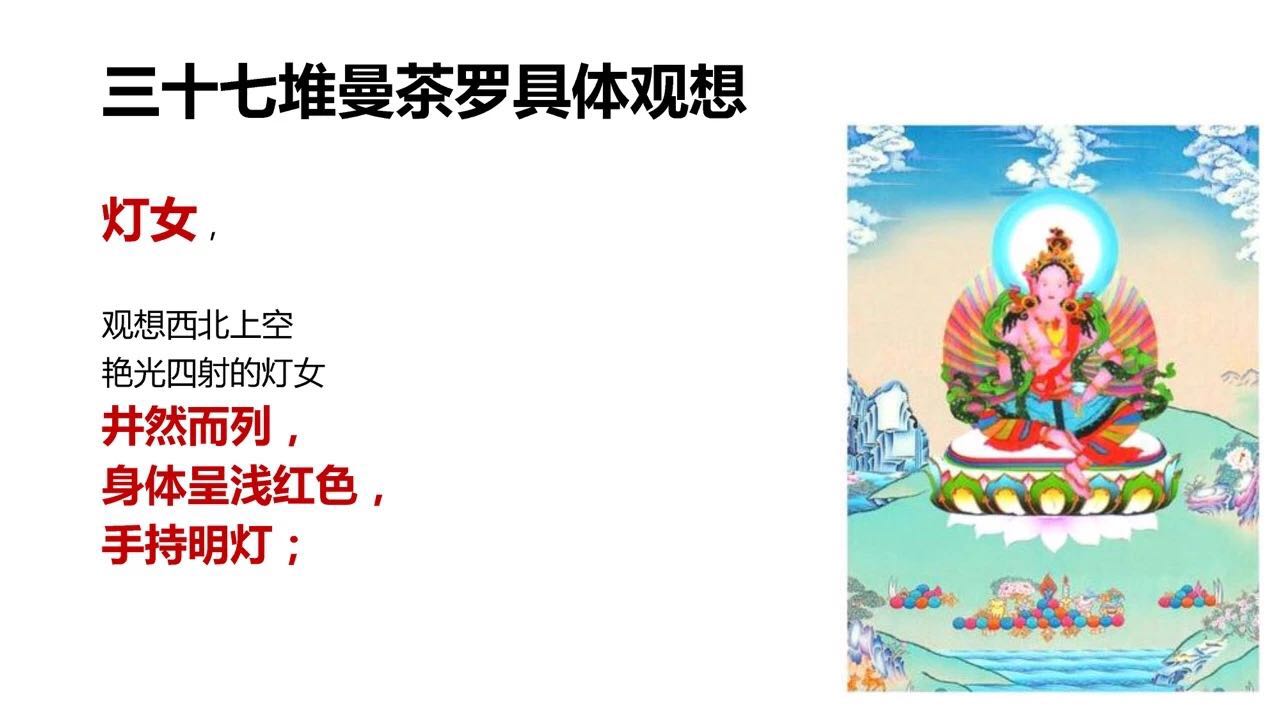 三十七堆曼茶罗具体观想
灯女，
观想西北上空
艳光四射的灯女
井然而列，
身体呈浅红色，
手持明灯；